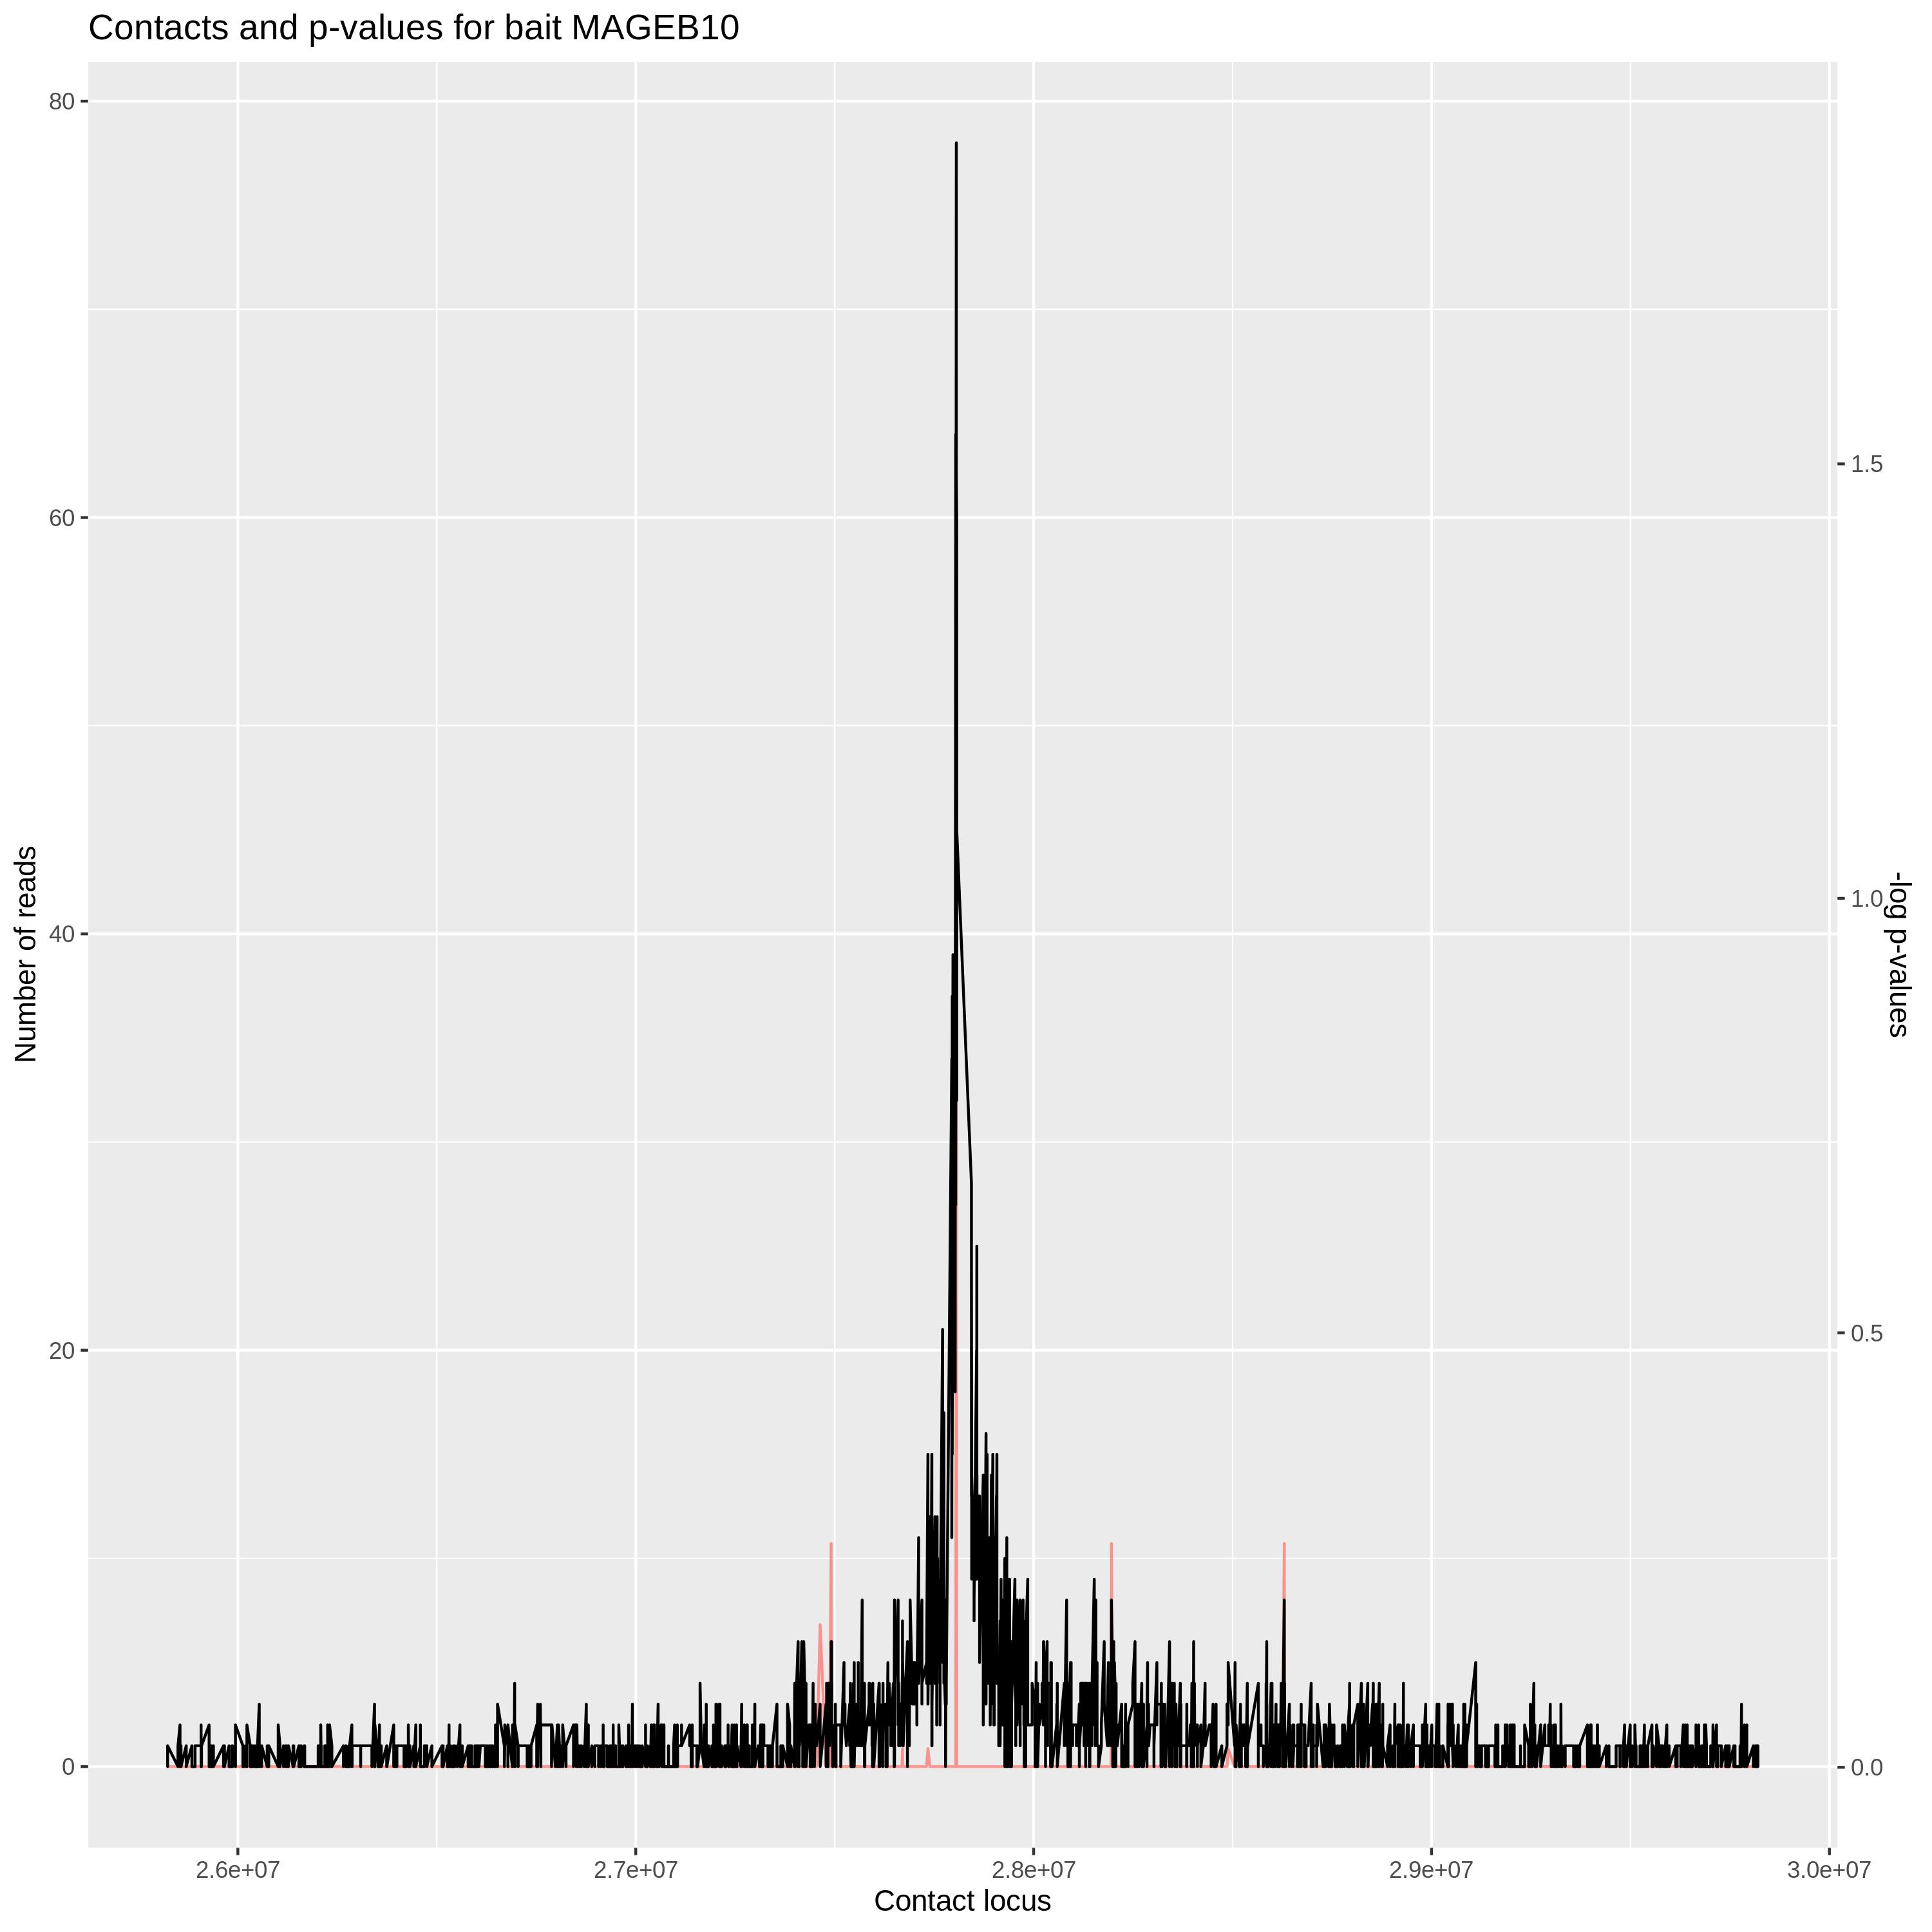 Contacts and p-values for bait MAGEB10
80
60
40
20
0
Number of reads
1.5
1.0
0.5
0.0
-log p-values
2.6e+07
2.7e+07
2.8e+07
2.9e+07
3.0e+07
Contact locus